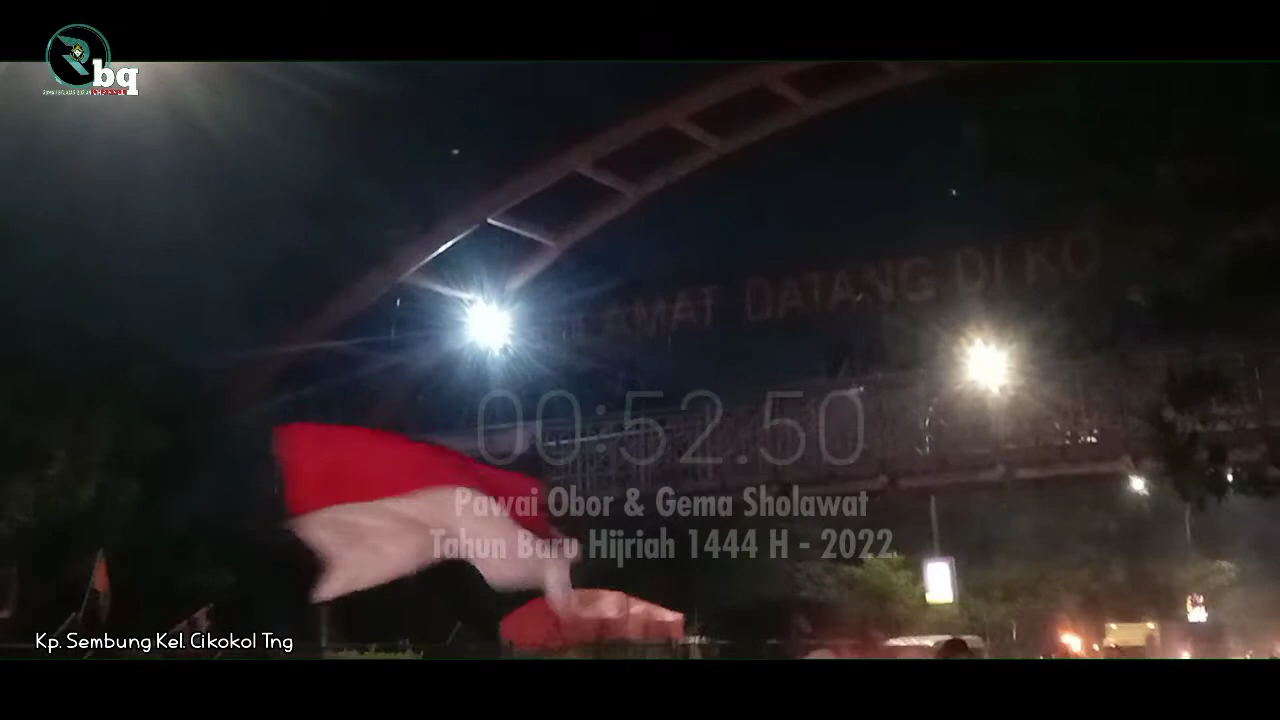 bq
LAMAT DATANG DI KO
00:52.50
Pawai Obor & Gema Sholawat
Tahun Baru Hijriah 1444 H - 2022
Kp. Sembung Kel. Cikokol Tng